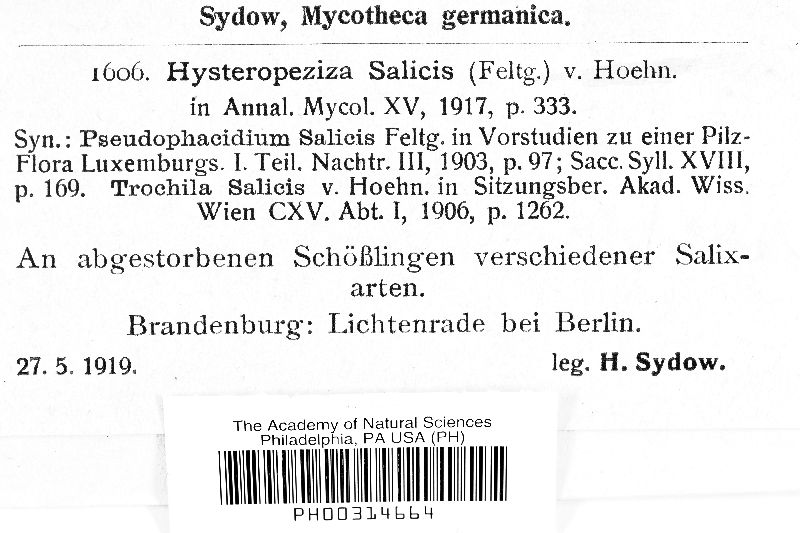 Sydow, Mycotheca germanica.
1606. Hysteropeziza Salicis (Feltg.) v. Hoehn.
in Annal. Mycol. XV, 1917, p. 333.
Syn.: Pseudophacidium Salicis Feltg. in Vorstudien zu einer Pilz-
Flora Luxemburgs. I. Teil. Nachtr. III, 1903, p. 97; Sacc. Syll. XVIII,
p. 169. Trochila Salicis v. Hoehn. in Sitzungsber. Akad. Wiss.
Wien CXV. Abt. I, 1906, p. 1262.
An abgestorbenen Schößlingen verschiedener Salix-
arten.
Brandenburg: Lichtenrade bei Berlin.
27. 5. 1919. leg. H. Sydow.
The Academy of Natural Sciences
Philadelphia, PA USA (PH)
PH00314664